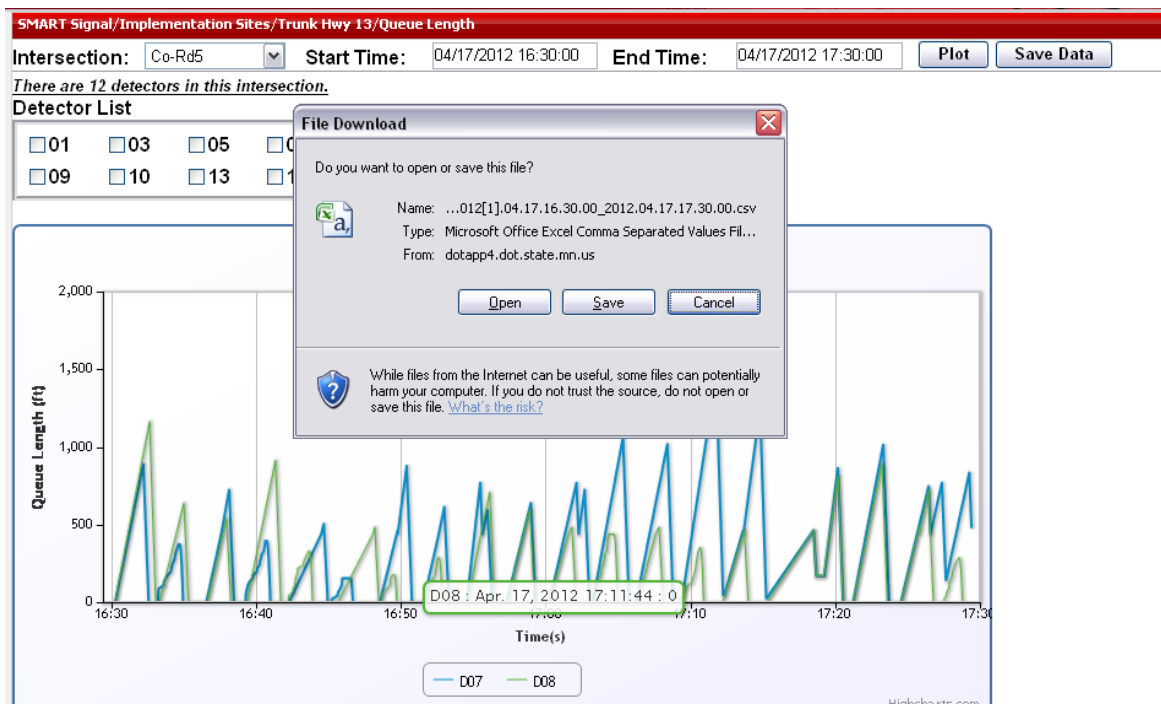 SMART Signal/Implementation Sites/Trunk Hwy 13/Queue Length
Intersection: Co-Rd5 Start Time: 04/17/2012 16:30:00 End Time: 04/17/2012 17:30:00 Plot Save Data
There are 12 detectors in this intersection.
Detector List
01 03 05
09 10 13
File Download
Do you want to open or save this file?
Name: ...012[1].04.17.16.30.00_2012.04.17.17.30.00.csv
Type: Microsoft Office Excel Comma Separated Values Fil...
From: dotapp4.dot.state.mn.us
Open Save Cancel
While files from the Internet can be useful, some files can potentially
harm your computer. If you do not trust the source, do not open or
save this file. What's the risk?
Queue Length (ft)
2,000
1,500
1,000
500
0
D08 : Apr. 17, 2012 17:11:44 : 0
16:30 16:40 16:50 17:00 17:10 17:20 17:30
Time(s)
D07 D08
Highcharts.com